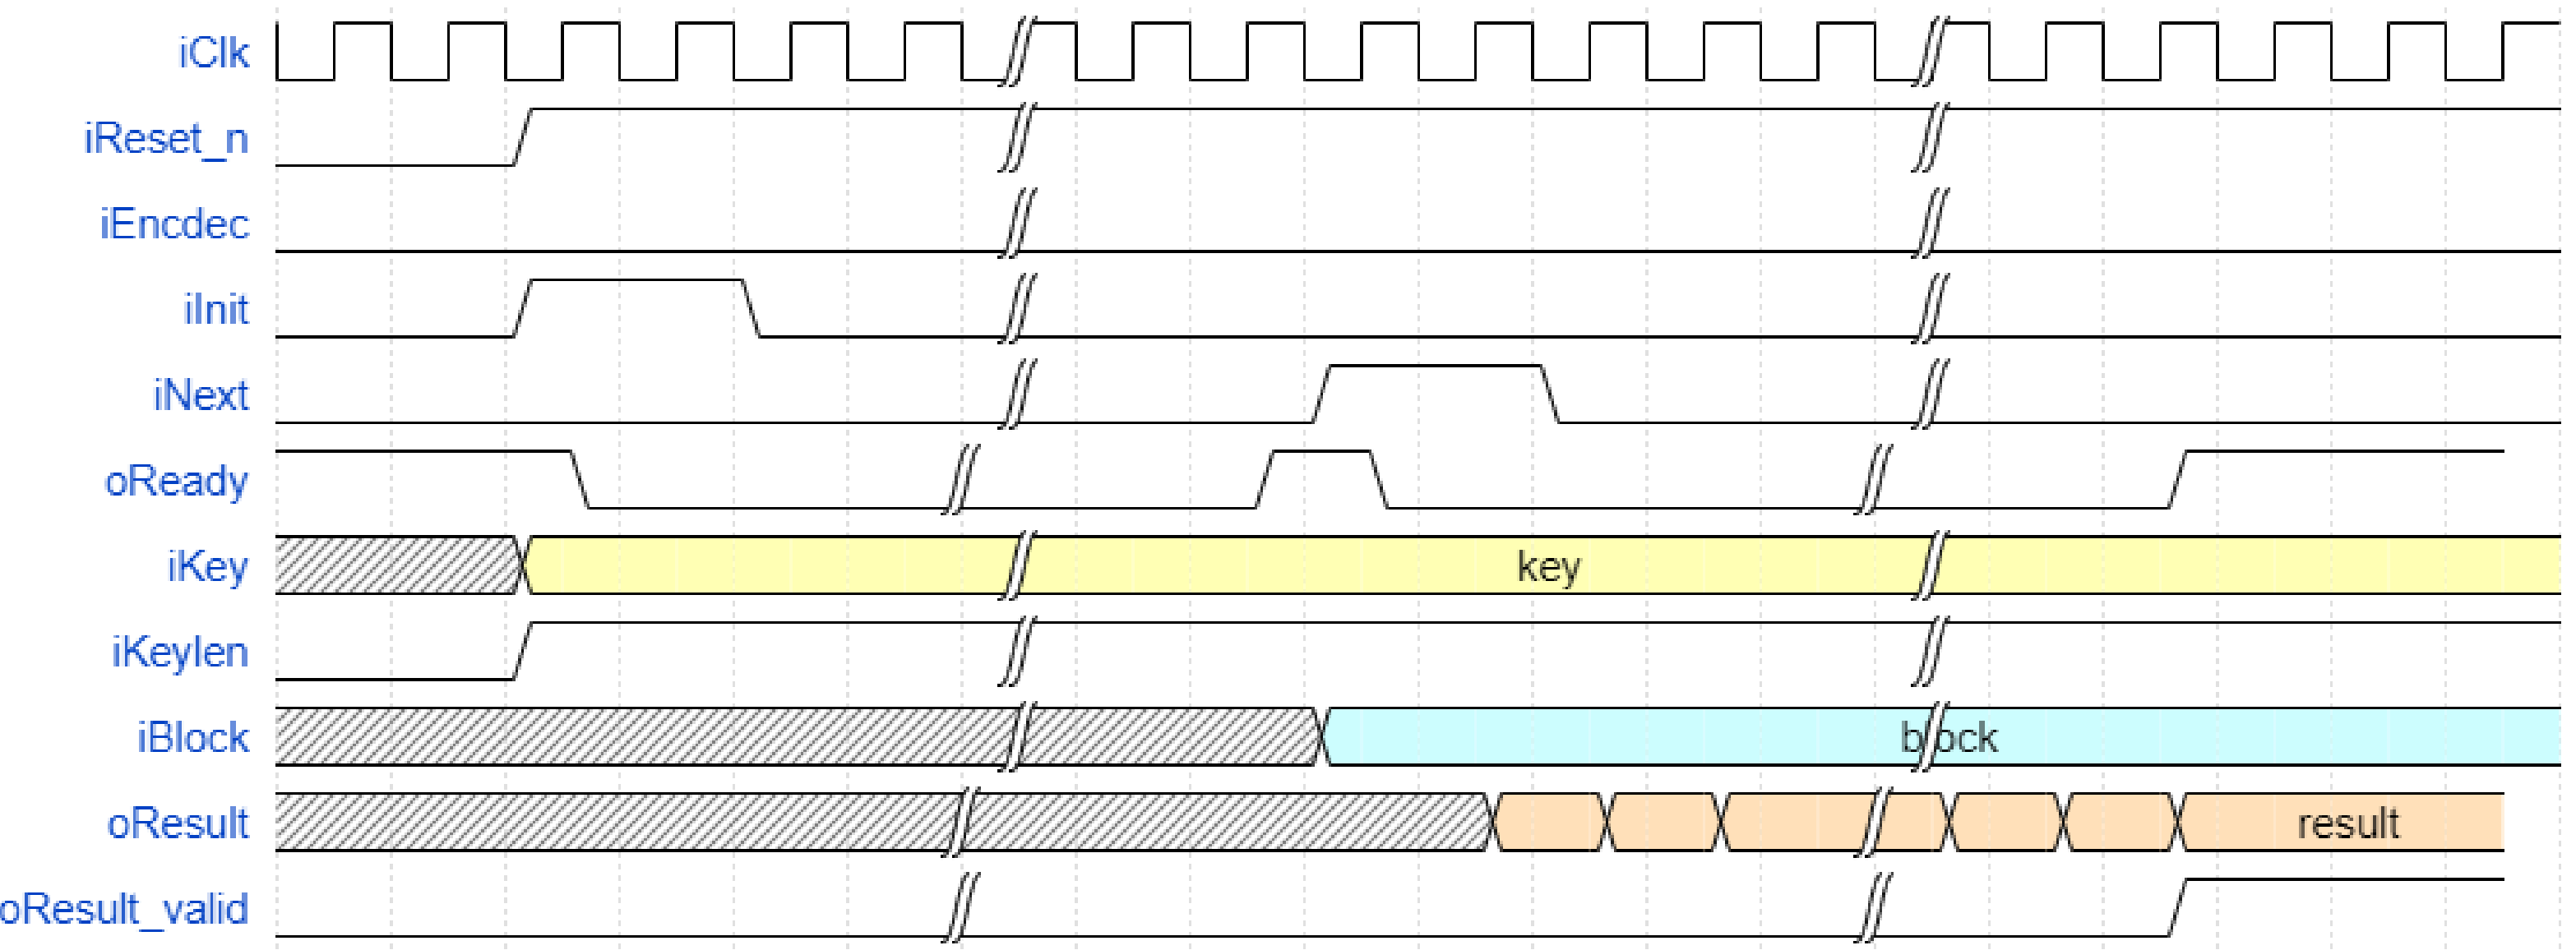 iClk
iReset_n
iEncdec
iInit
iNext
oReady
iKey
key
iKeylen
iBlock
block
oResult
result
oResult_valid